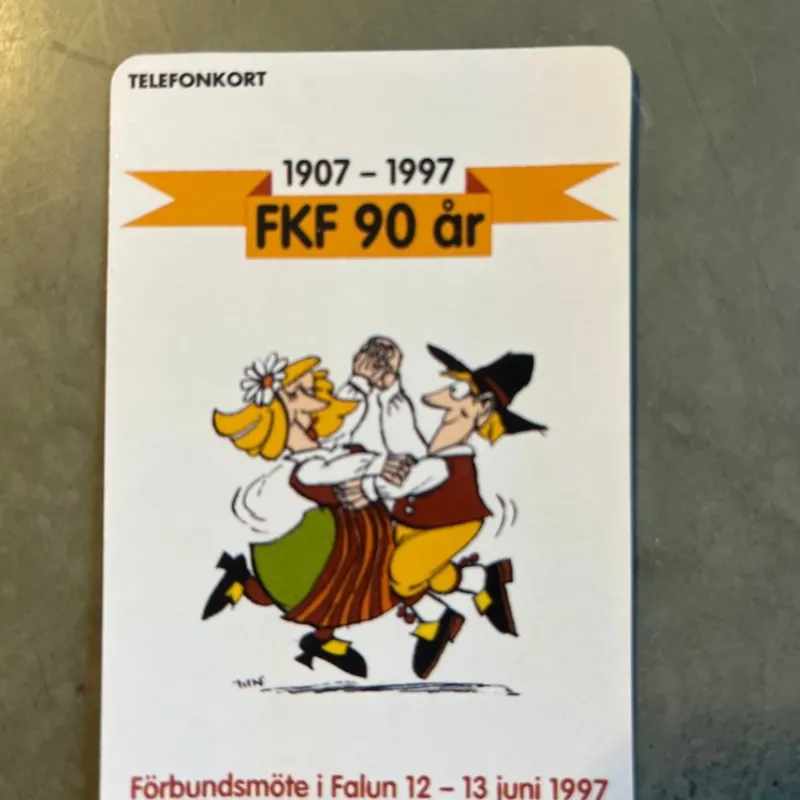 TELEFONKORT
1907 – 1997
FKF 90 år
Förbundsmöte i Falun 12 – 13 juni 1997